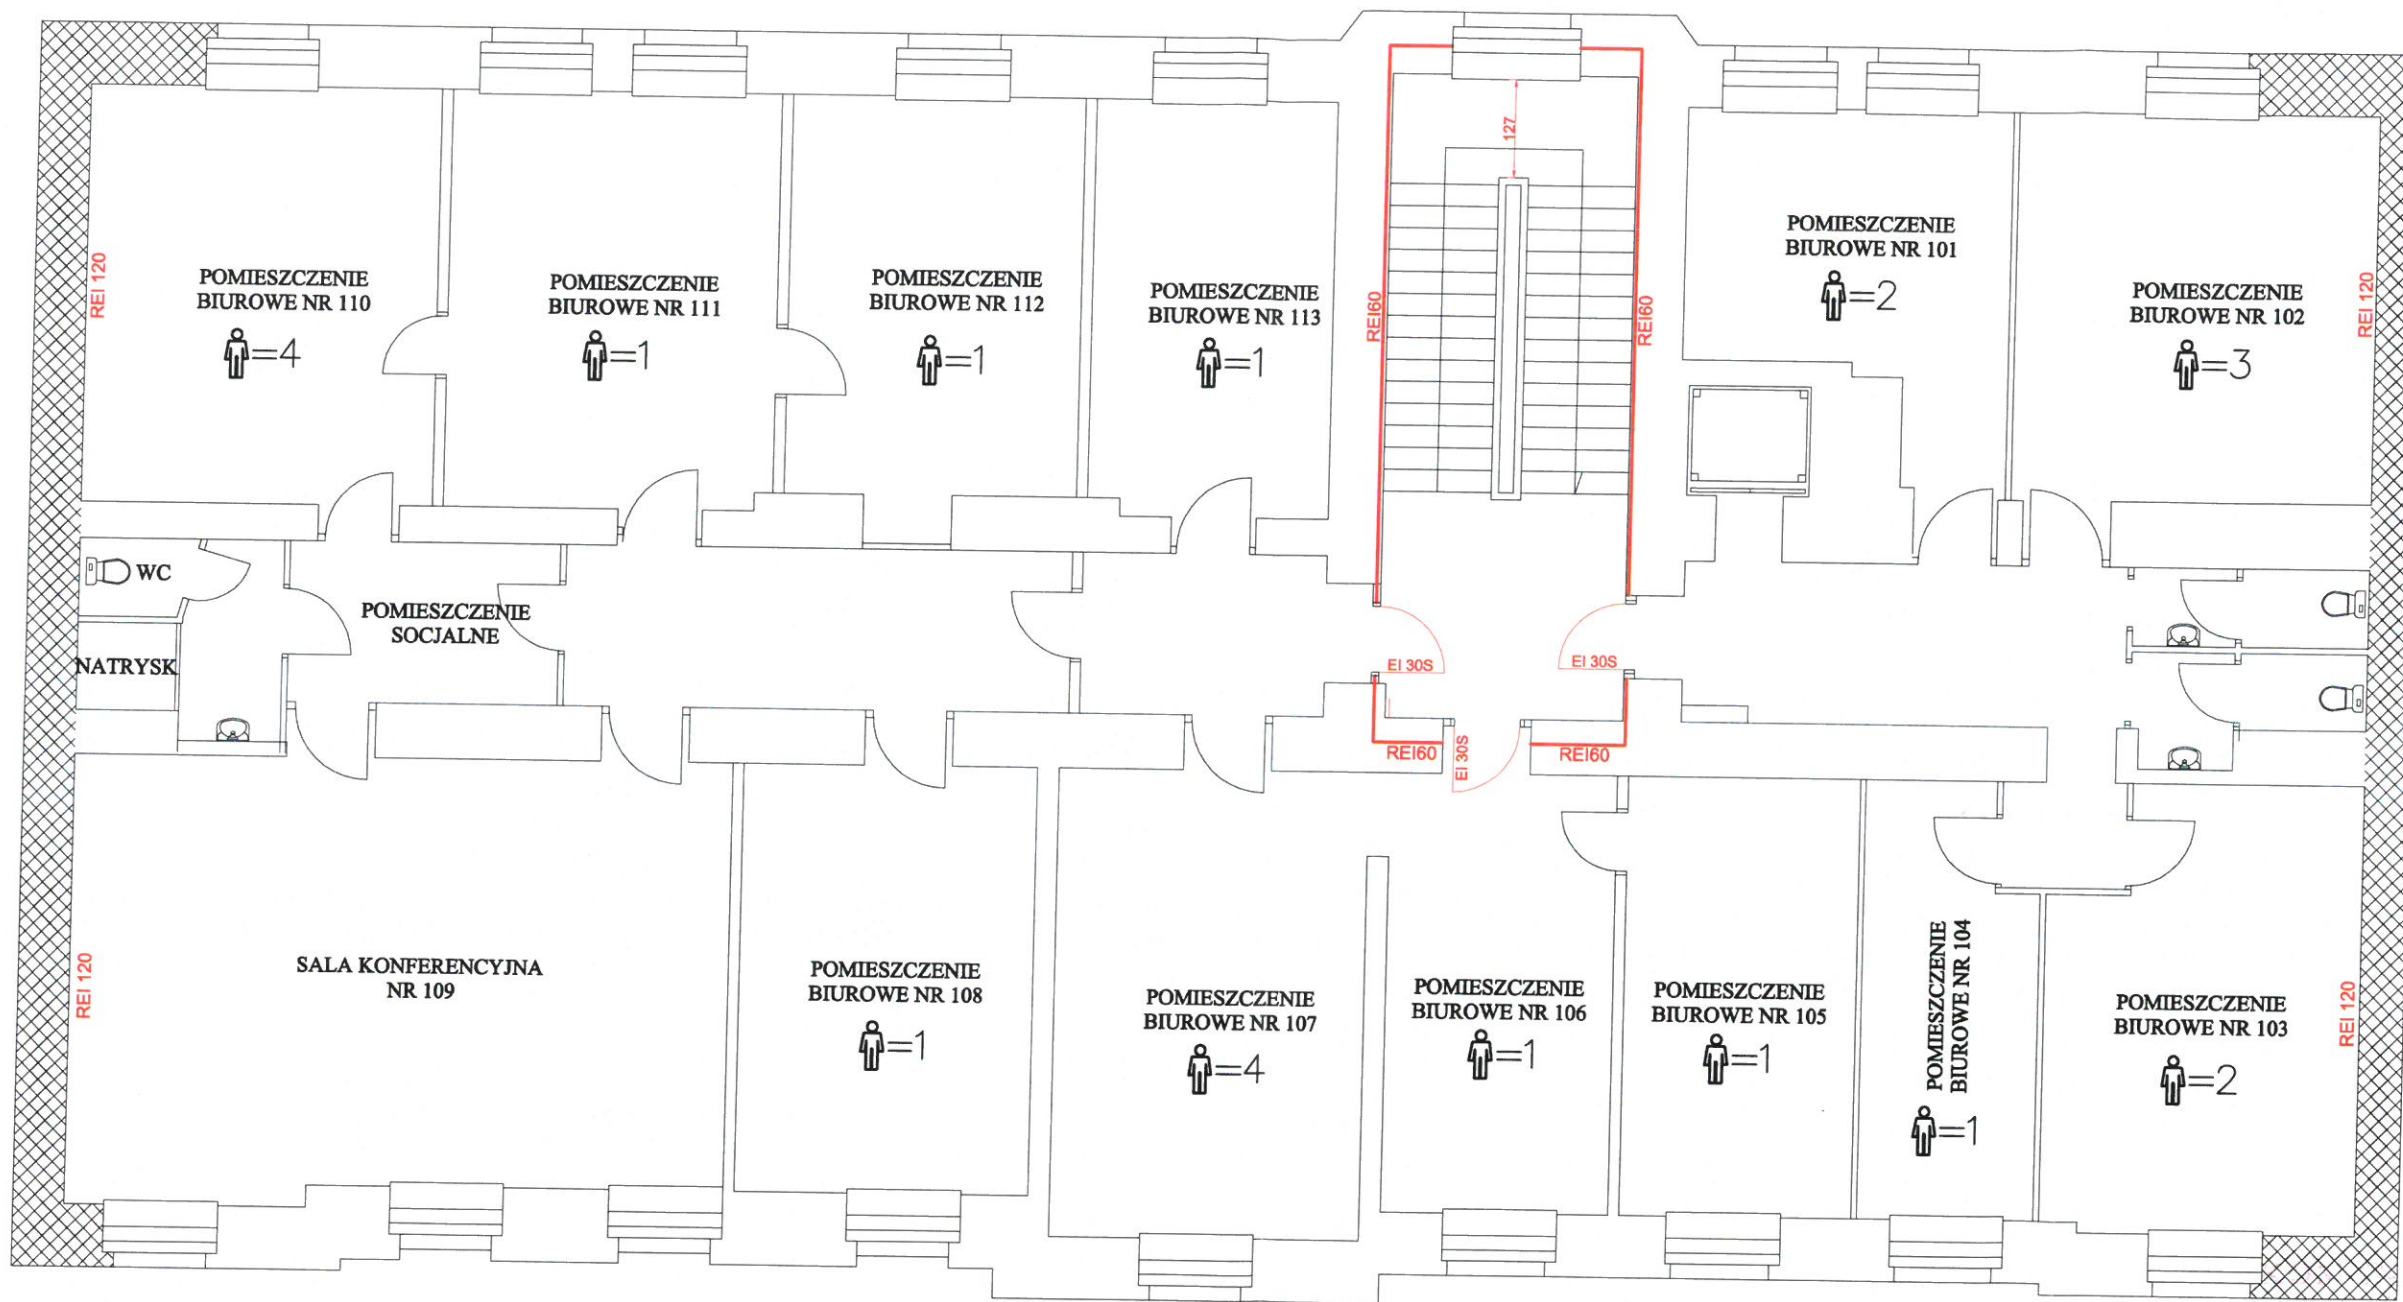 127
POMIESZCZENIE
BIUROWE NR 110
=4
POMIESZCZENIE
BIUROWE NR 111
=1
POMIESZCZENIE
BIUROWE NR 112
=1
POMIESZCZENIE
BIUROWE NR 113
=1
POMIESZCZENIE
BIUROWE NR 101
=2
POMIESZCZENIE
BIUROWE NR 102
=3
REI 120
REI60
REI60
REI 120
WC
POMIESZCZENIE
SOCJALNE
NATRYSK
EI 30S
EI 30S
REI60
EI 30S
REI60
REI 120
SALA KONFERENCYJNA
NR 109
POMIESZCZENIE
BIUROWE NR 108
=1
POMIESZCZENIE
BIUROWE NR 107
=4
POMIESZCZENIE
BIUROWE NR 106
=1
POMIESZCZENIE
BIUROWE NR 105
=1
POMIESZCZENIE
BIUROWE NR 104
=1
POMIESZCZENIE
BIUROWE NR 103
=2
REI 120